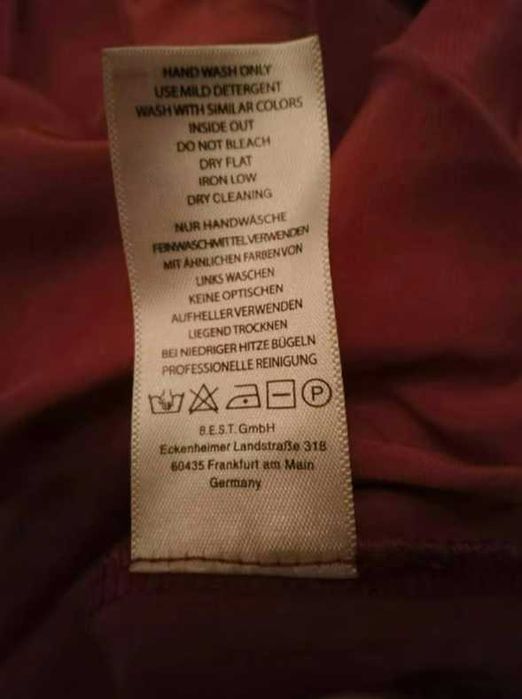 HAND WASH ONLY
USE MILD DETERGENT
WASH WITH SIMILAR COLORS
INSIDE OUT
DO NOT BLEACH
DRY FLAT
IRON LOW
DRY CLEANING
NUR HANDWÄSCHE
FEINWASCHMITTEL VERWENDEN
MIT ÄHNLICHEN FARBEN VON
LINKS WASCHEN
KEINE OPTISCHEN
AUFHELLER VERWENDEN
LIEGEND TROCKNEN
BEI NIEDRIGER HITZE BÜGELN
PROFESSIONELLE REINIGUNG
P
B.E.S.T. GmbH
Eckenheimer Landstraße 318
60435 Frankfurt am Main
Germany